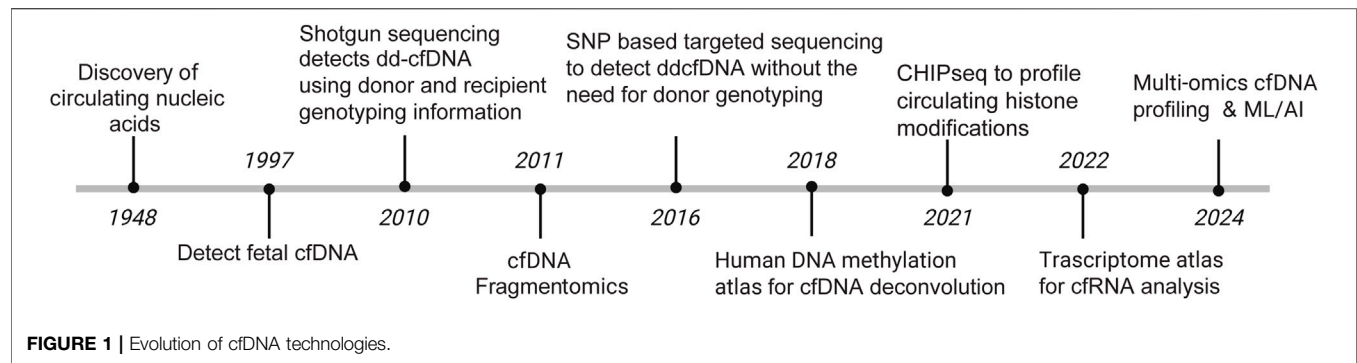 Discovery of
circulating nucleic
acids
1948
1997
Detect fetal cfDNA
Shotgun sequencing
detects dd-cfDNA
using donor and recipient
genotyping information
2010
2011
cfDNA
Fragmentomics
SNP based targeted sequencing
to detect ddcfDNA without the
need for donor genotyping
2016
2018
Human DNA methylation
atlas for cfDNA deconvolution
CHIPseq to profile
circulating histone
modifications
2021
2022
Trascriptome atlas
for cfRNA analysis
Multi-omics cfDNA
profiling & ML/AI
2024
FIGURE 1 | Evolution of cfDNA technologies.